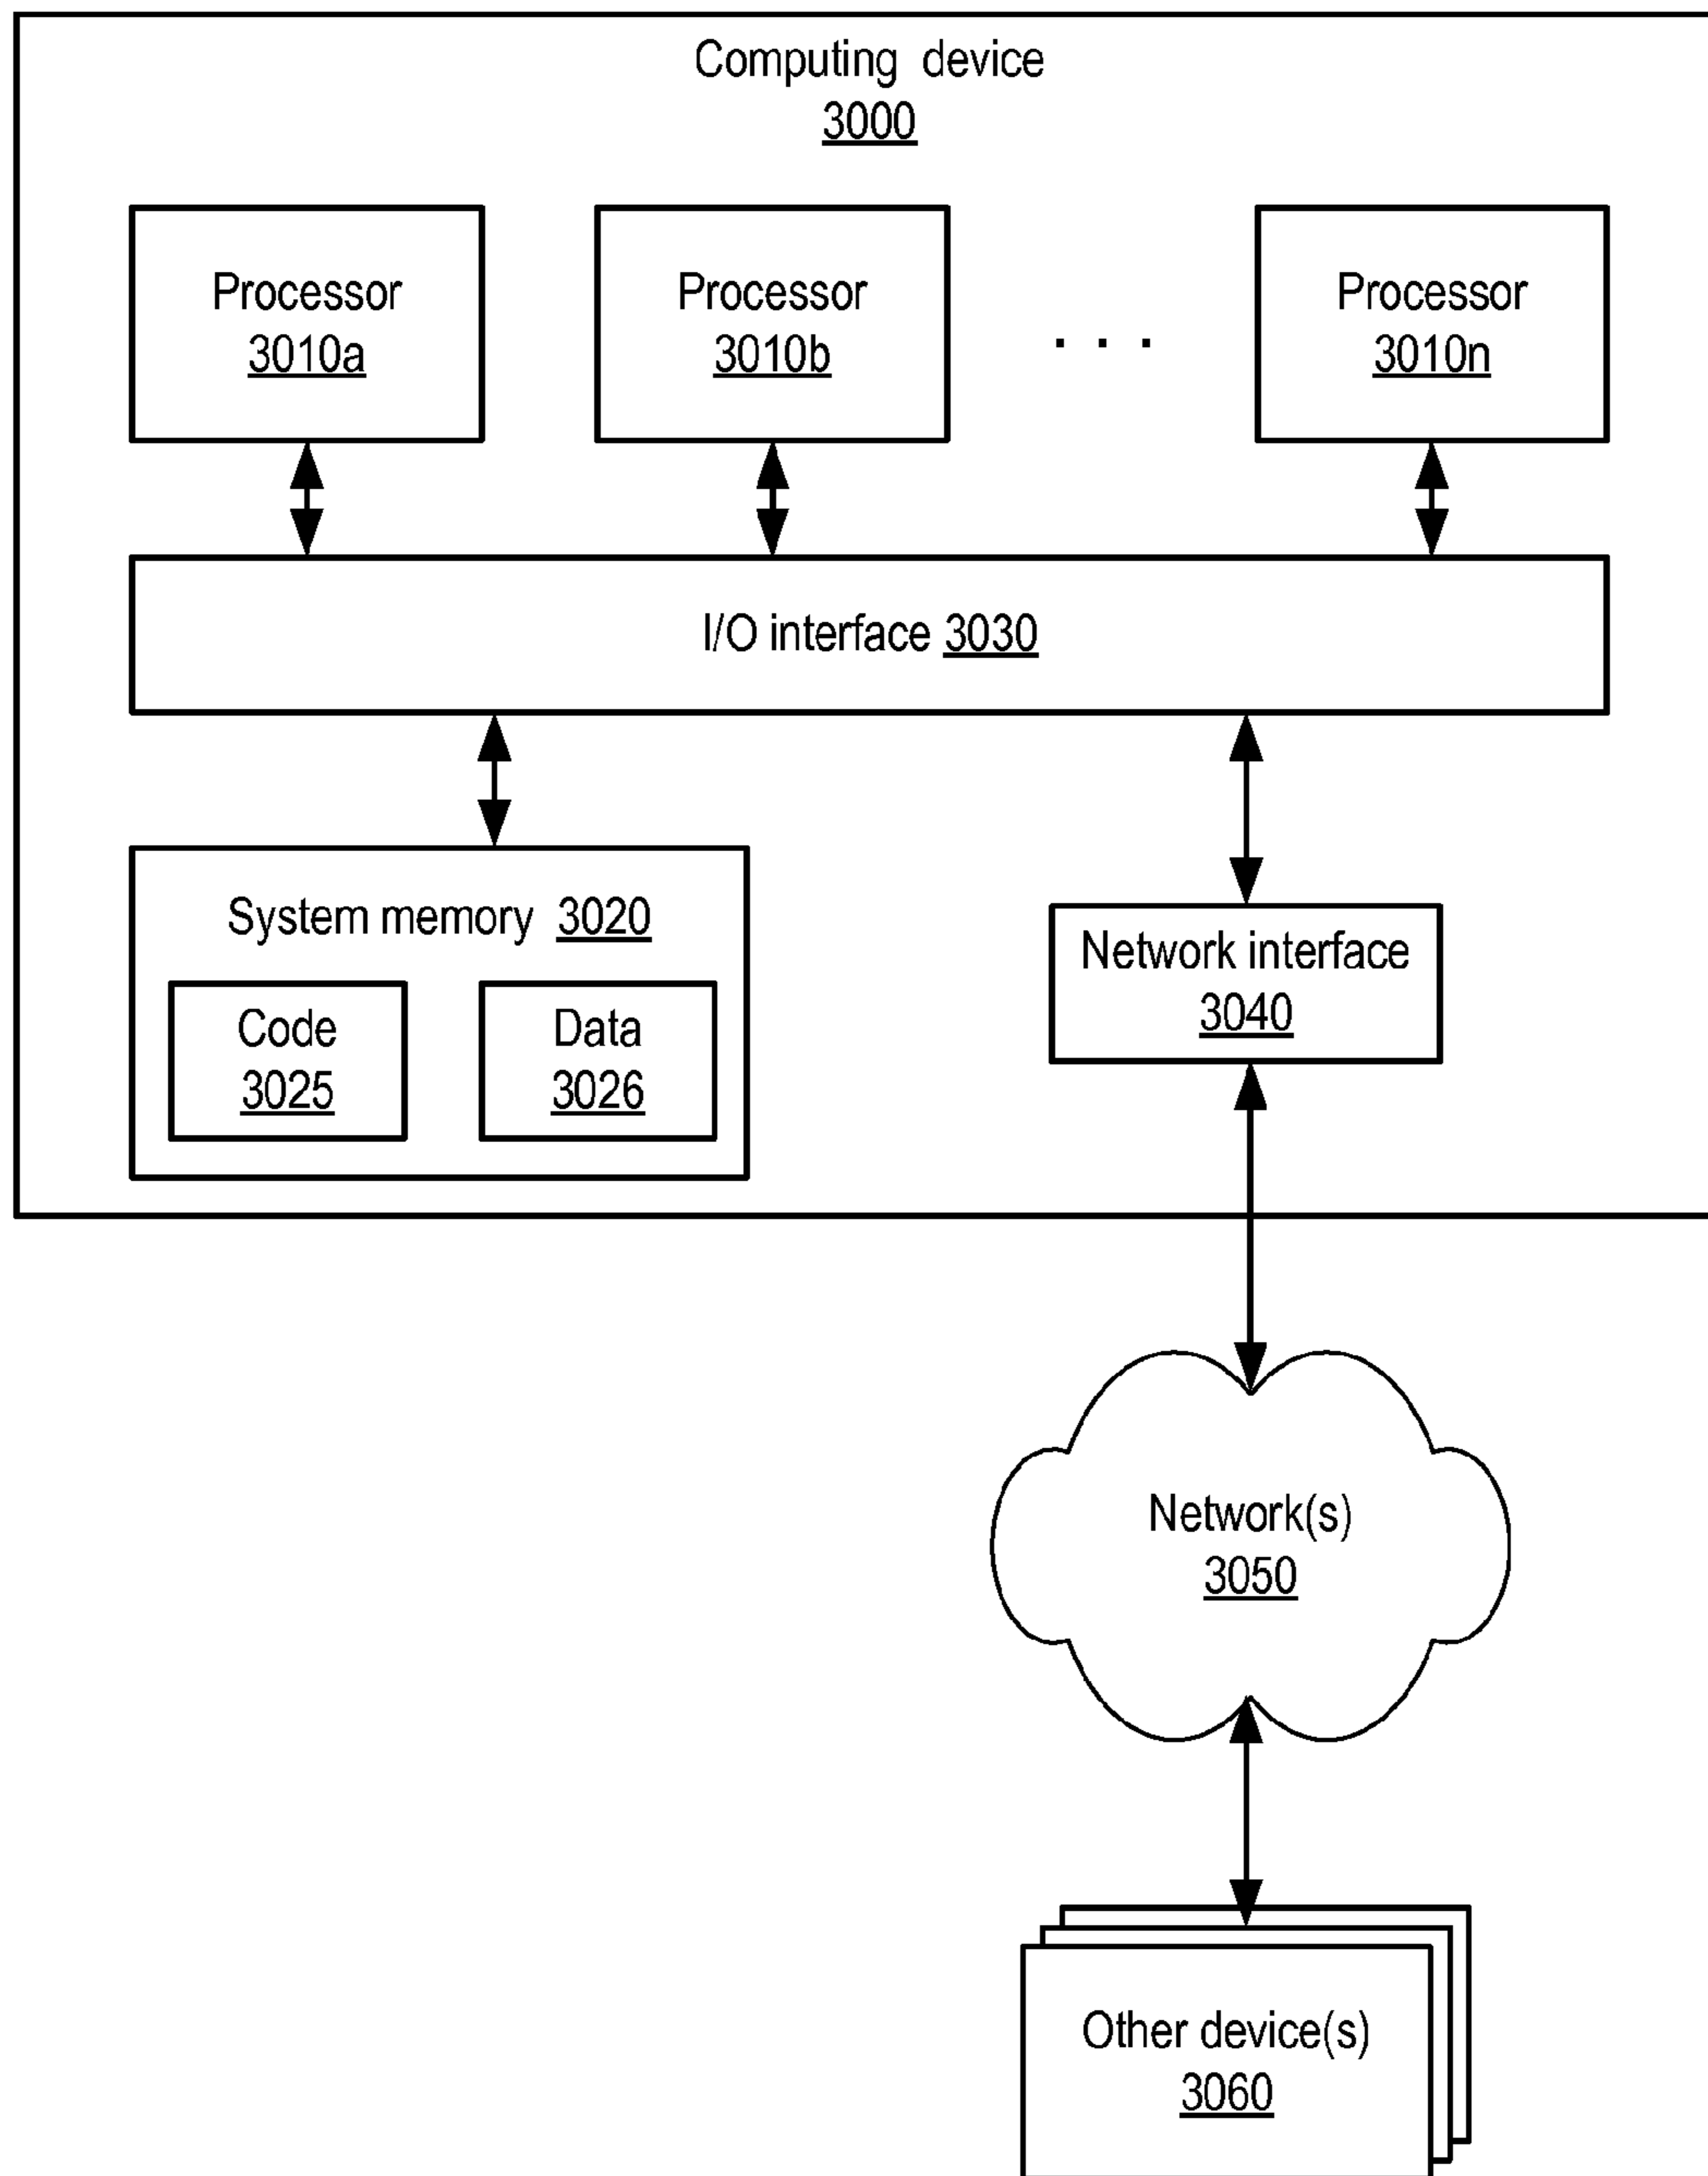 Computing device
3000
Processor
3010a
Processor
3010b
. . .
Processor
3010n
I/O interface 3030
System memory 3020
Code
3025
Data
3026
Network interface
3040
Network(s)
3050
Other device(s)
3060